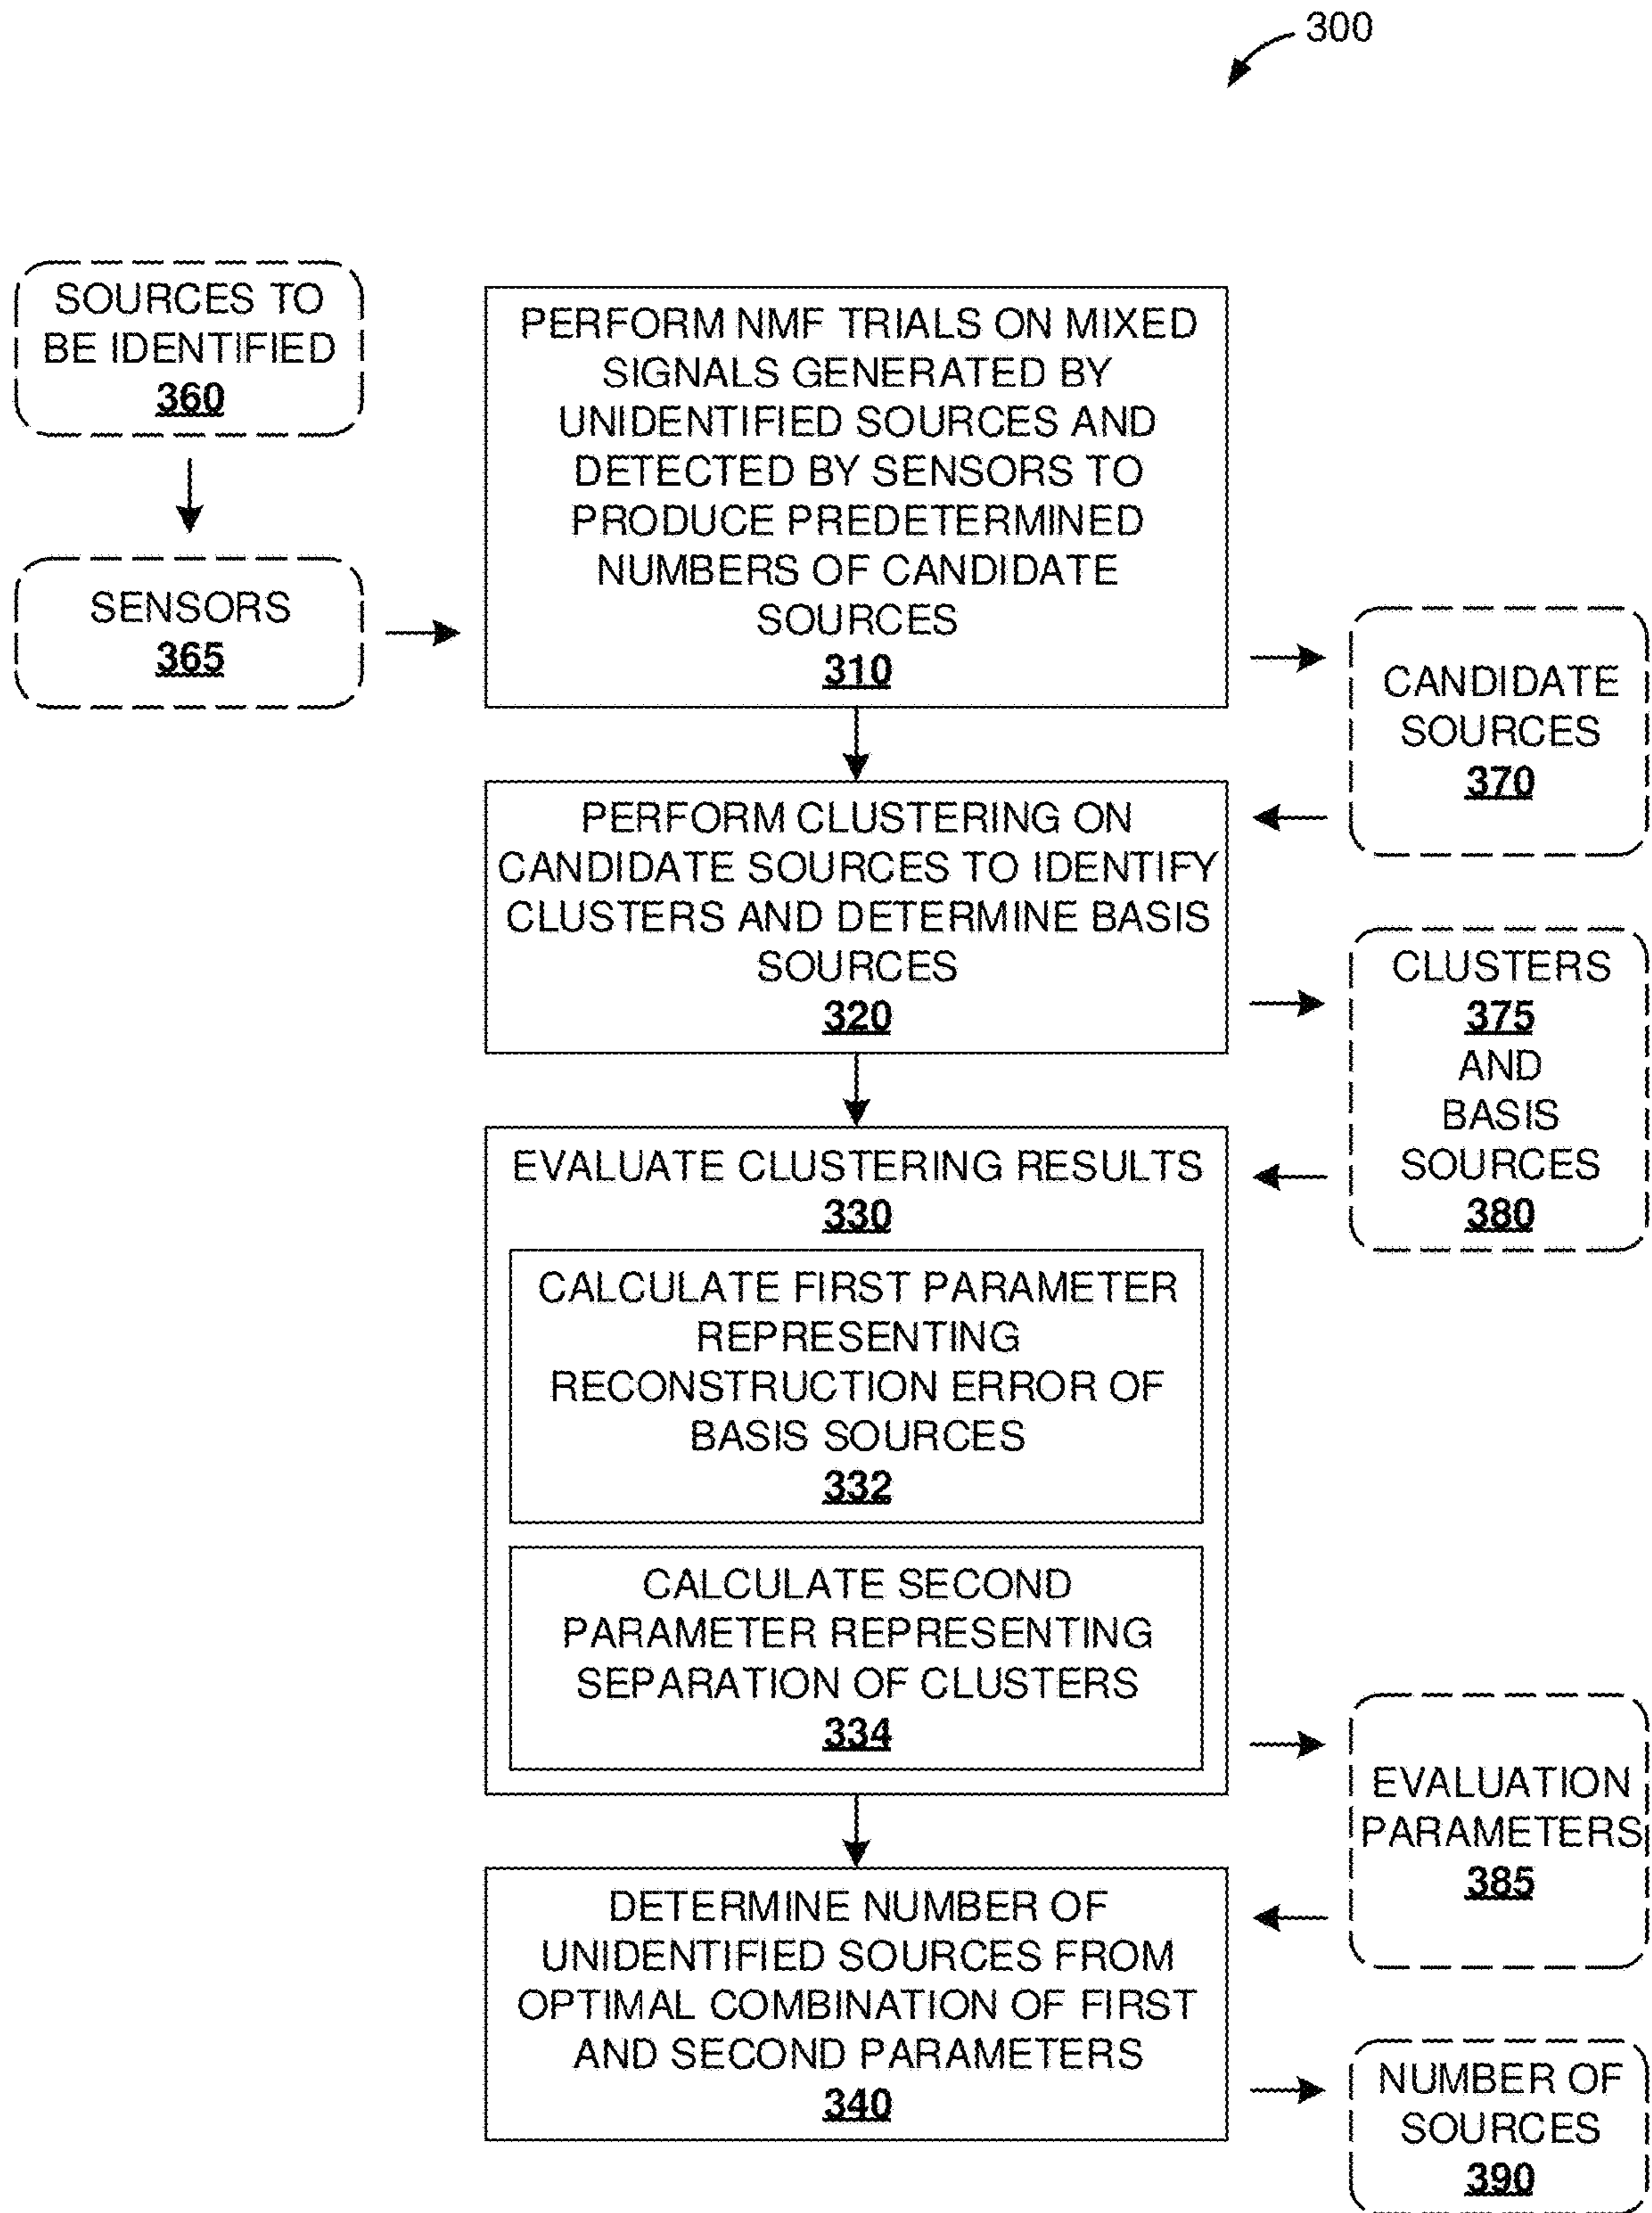 300
SOURCES TO
BE IDENTIFIED
360
SENSORS
365
PERFORM NMF TRIALS ON MIXED
SIGNALS GENERATED BY
UNIDENTIFIED SOURCES AND
DETECTED BY SENSORS TO
PRODUCE PREDETERMINED
NUMBERS OF CANDIDATE
SOURCES
310
CANDIDATE
SOURCES
370
PERFORM CLUSTERING ON
CANDIDATE SOURCES TO IDENTIFY
CLUSTERS AND DETERMINE BASIS
SOURCES
320
CLUSTERS
375
AND
BASIS
SOURCES
380
EVALUATE CLUSTERING RESULTS
330
CALCULATE FIRST PARAMETER
REPRESENTING
RECONSTRUCTION ERROR OF
BASIS SOURCES
332
CALCULATE SECOND
PARAMETER REPRESENTING
SEPARATION OF CLUSTERS
334
EVALUATION
PARAMETERS
385
DETERMINE NUMBER OF
UNIDENTIFIED SOURCES FROM
OPTIMAL COMBINATION OF FIRST
AND SECOND PARAMETERS
340
NUMBER OF
SOURCES
390